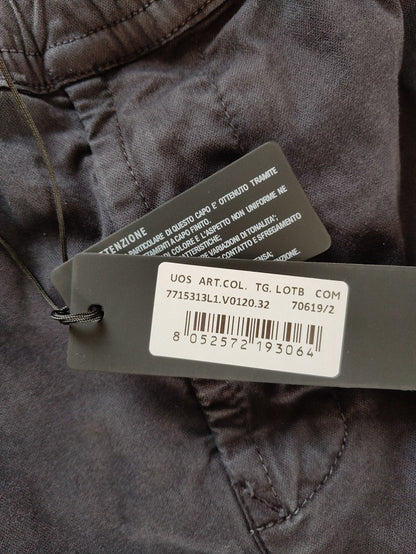 ATTENZIONE
PARTICOLARE DI QUESTO CAPO E' OTTENUTO TRAMITE
A CAPO FINITO.
COLORE E L'ASPETTO NON UNIFORME NE
VARIAZIONI DI TONALITA';
E SFREGAMENTO
UOS ART.COL. TG. LOTB COM
7715313L1.V0120.32 70619/2
8 052572 193064